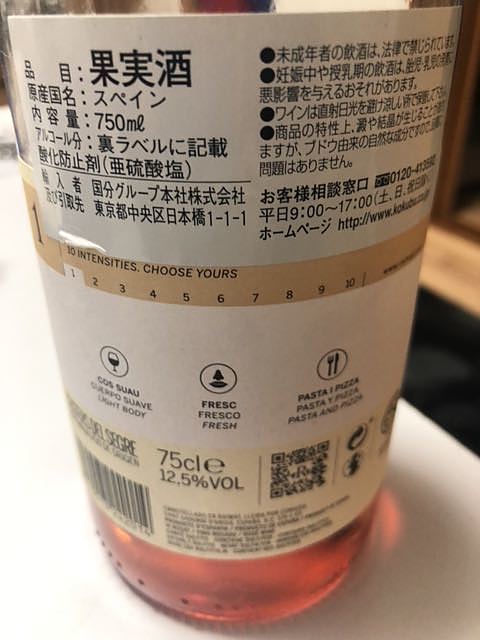 品 目：果実酒
原産国名：スペイン
内容量：750mℓ
アルコール分：裏ラベルに記載
酸化防止剤(亜硫酸塩)
輸入者
及び引取先
国分グループ本社株式会社
東京都中央区日本橋1-1-1
●未成年者の飲酒は、法律で禁じられています
●妊娠中や授乳期の飲酒は、胎児・乳児の
悪影響を与えるおそれがあります。
●ワインは直射日光を避け涼しい所で保管して
●商品の特性上、澱や結晶が生じることが
ますが、ブドウ由来の自然な成分ですので
問題はありません。
お客様相談窓口 0120-41
平日9:00〜17:00(土、日、祝日
ホームページ http://www.kokubu.co.jp
1
10 INTENSITIES. CHOOSE YOURS
1 2 3 4 5 6 7 8 9 10
COS SUAU
CUERPO SUAVE
LIGHT BODY
FRESC
FRESCO
FRESH
PASTA I PIZZA
PASTA Y PIZZA
PASTA AND PIZZA
DEL SEGRE
75cl e
12,5%VOL